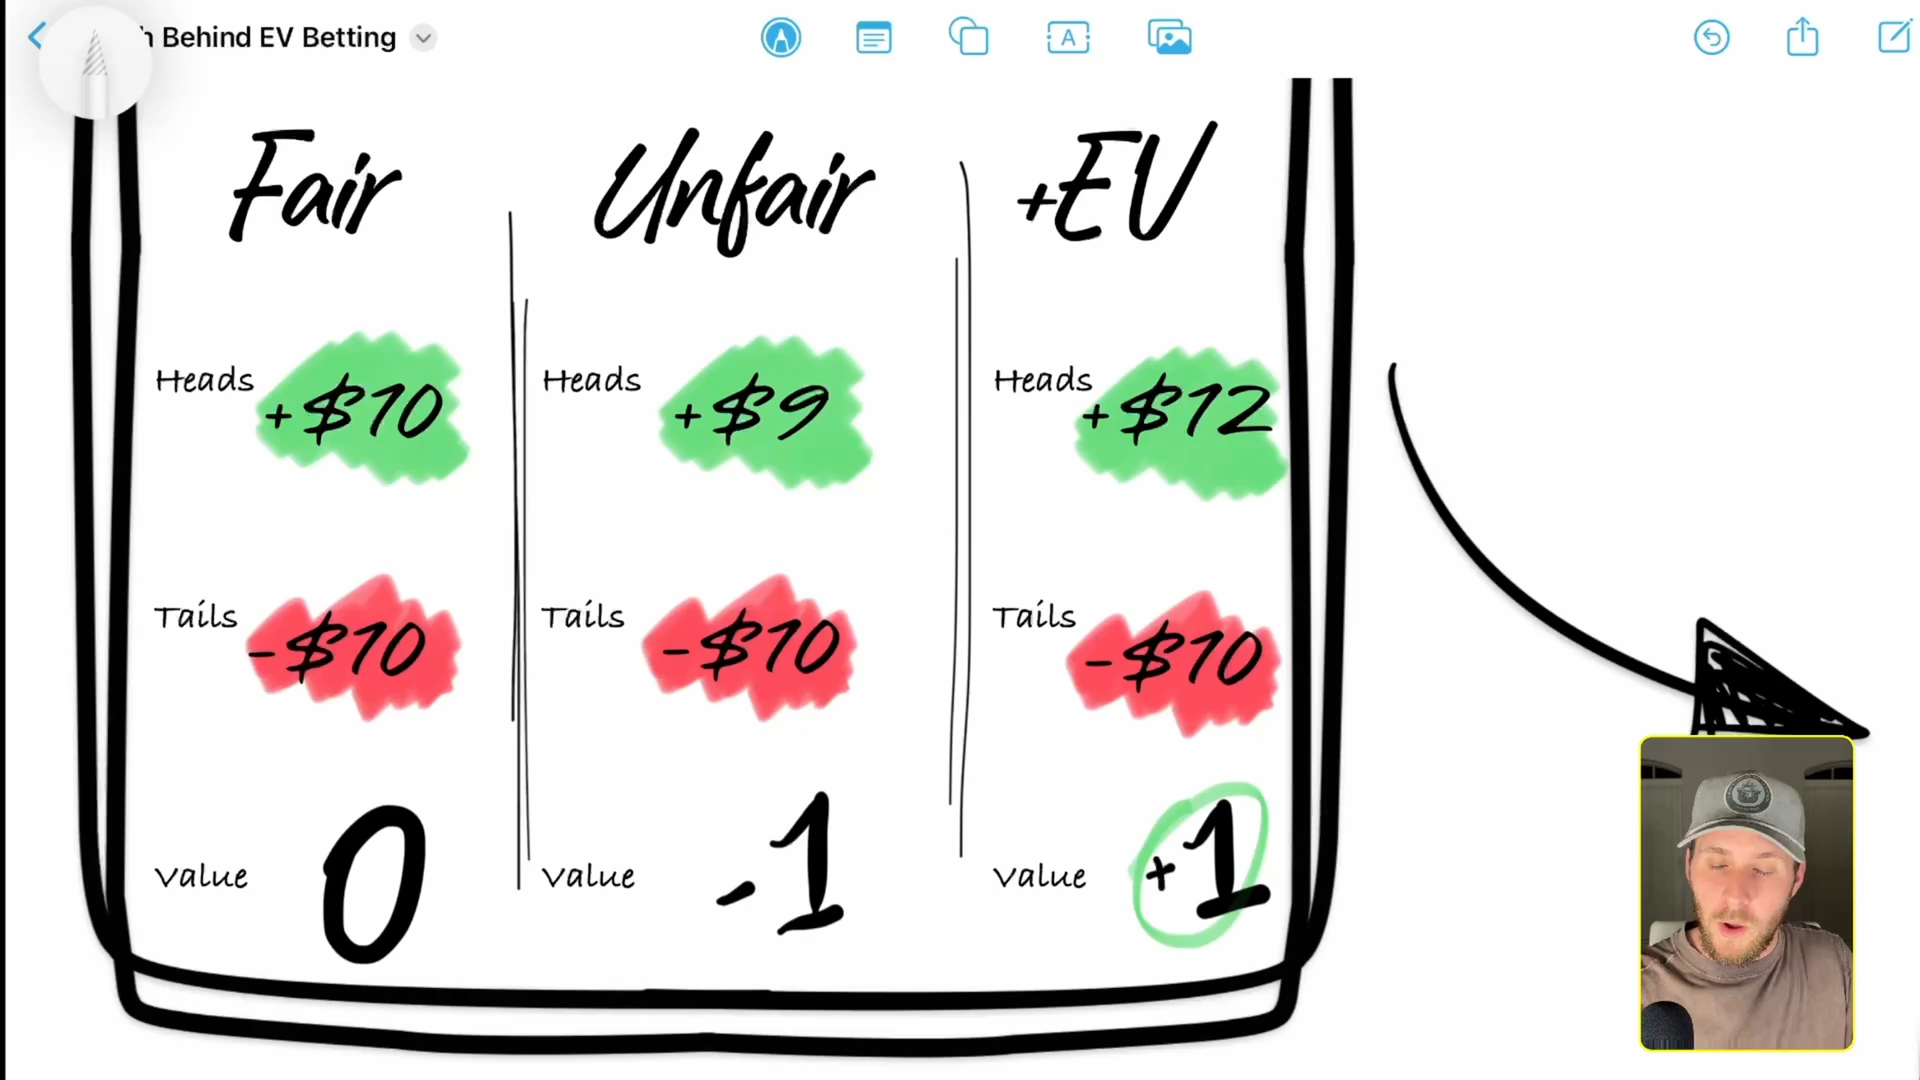 h Behind EV Betting
A
Fair
Unfair
+EV
Heads
+$10
Heads
+$9
Heads
+$12
Tails
-$10
Tails
-$10
Tails
-$10
Value
0
Value
-1
Value
+1